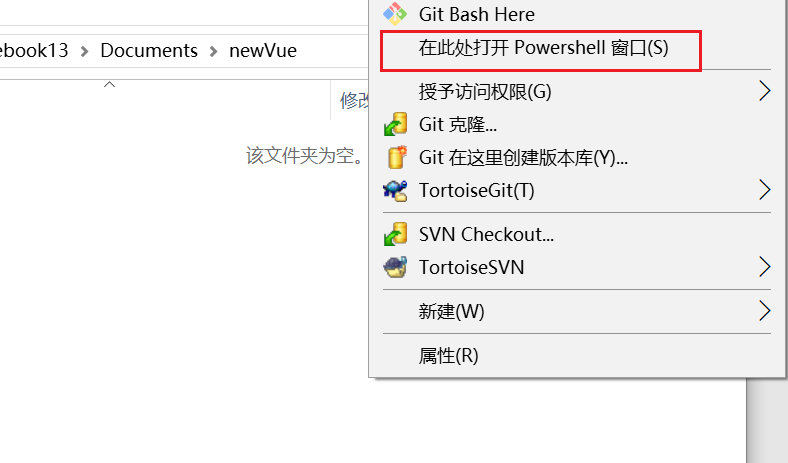 Git Bash Here
ebook13 > Documents > newVue
在此处打开 Powershell 窗口(S)
修改
授予访问权限(G)
Git 克隆...
该文件夹为空。
Git 在这里创建版本库(Y)...
TortoiseGit(T)
SVN Checkout...
TortoiseSVN
新建(W)
属性(R)